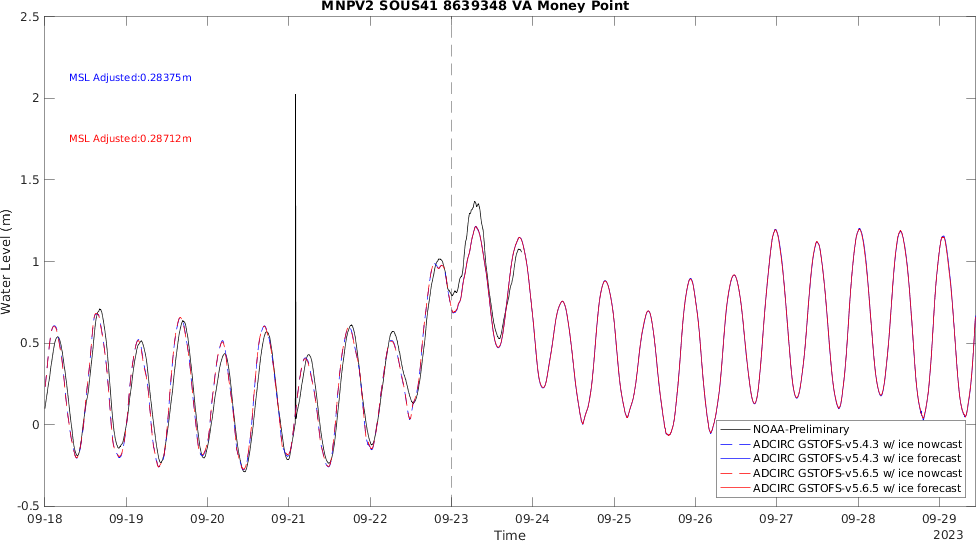 MNPV2 SOUS41 8639348 VA Money Point
2.5
2
1.5
1
0.5
0
-0.5
Water Level (m)
MSL Adjusted:0.28375m
MSL Adjusted:0.28712m
NOAA-Preliminary
ADCIRC GSTOFS-v5.4.3 w/ ice nowcast
ADCIRC GSTOFS-v5.4.3 w/ ice forecast
ADCIRC GSTOFS-v5.6.5 w/ ice nowcast
ADCIRC GSTOFS-v5.6.5 w/ ice forecast
09-18 09-19 09-20 09-21 09-22 09-23 09-24 09-25 09-26 09-27 09-28 09-29
Time
2023